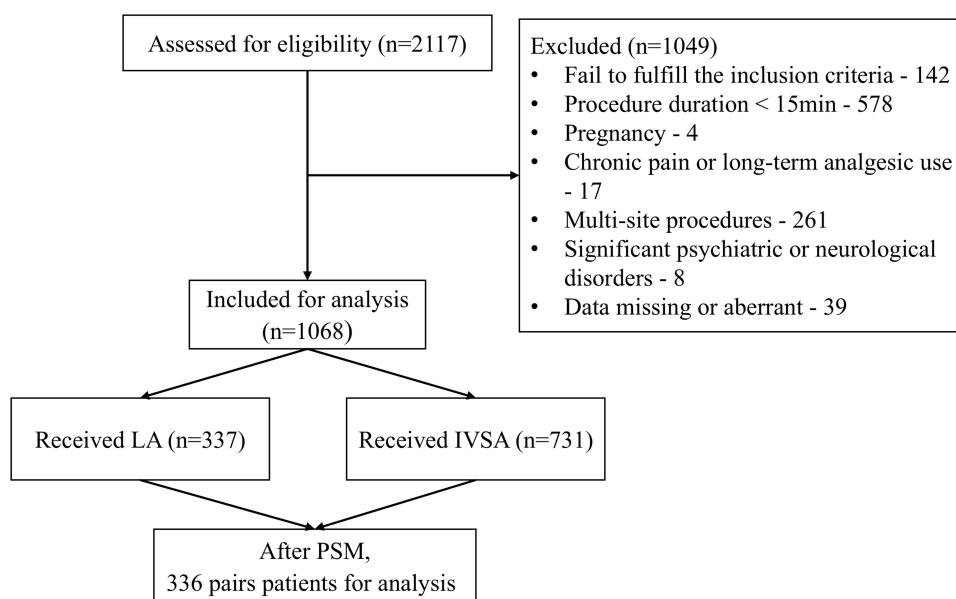 Assessed for eligibility (n=2117)
Excluded (n=1049)
• Fail to fulfill the inclusion criteria - 142
• Procedure duration < 15min - 578
• Pregnancy - 4
• Chronic pain or long-term analgesic use
- 17
• Multi-site procedures - 261
• Significant psychiatric or neurological
disorders - 8
• Data missing or aberrant - 39
Included for analysis
(n=1068)
Received LA (n=337)
Received IVSA (n=731)
After PSM,
336 pairs patients for analysis